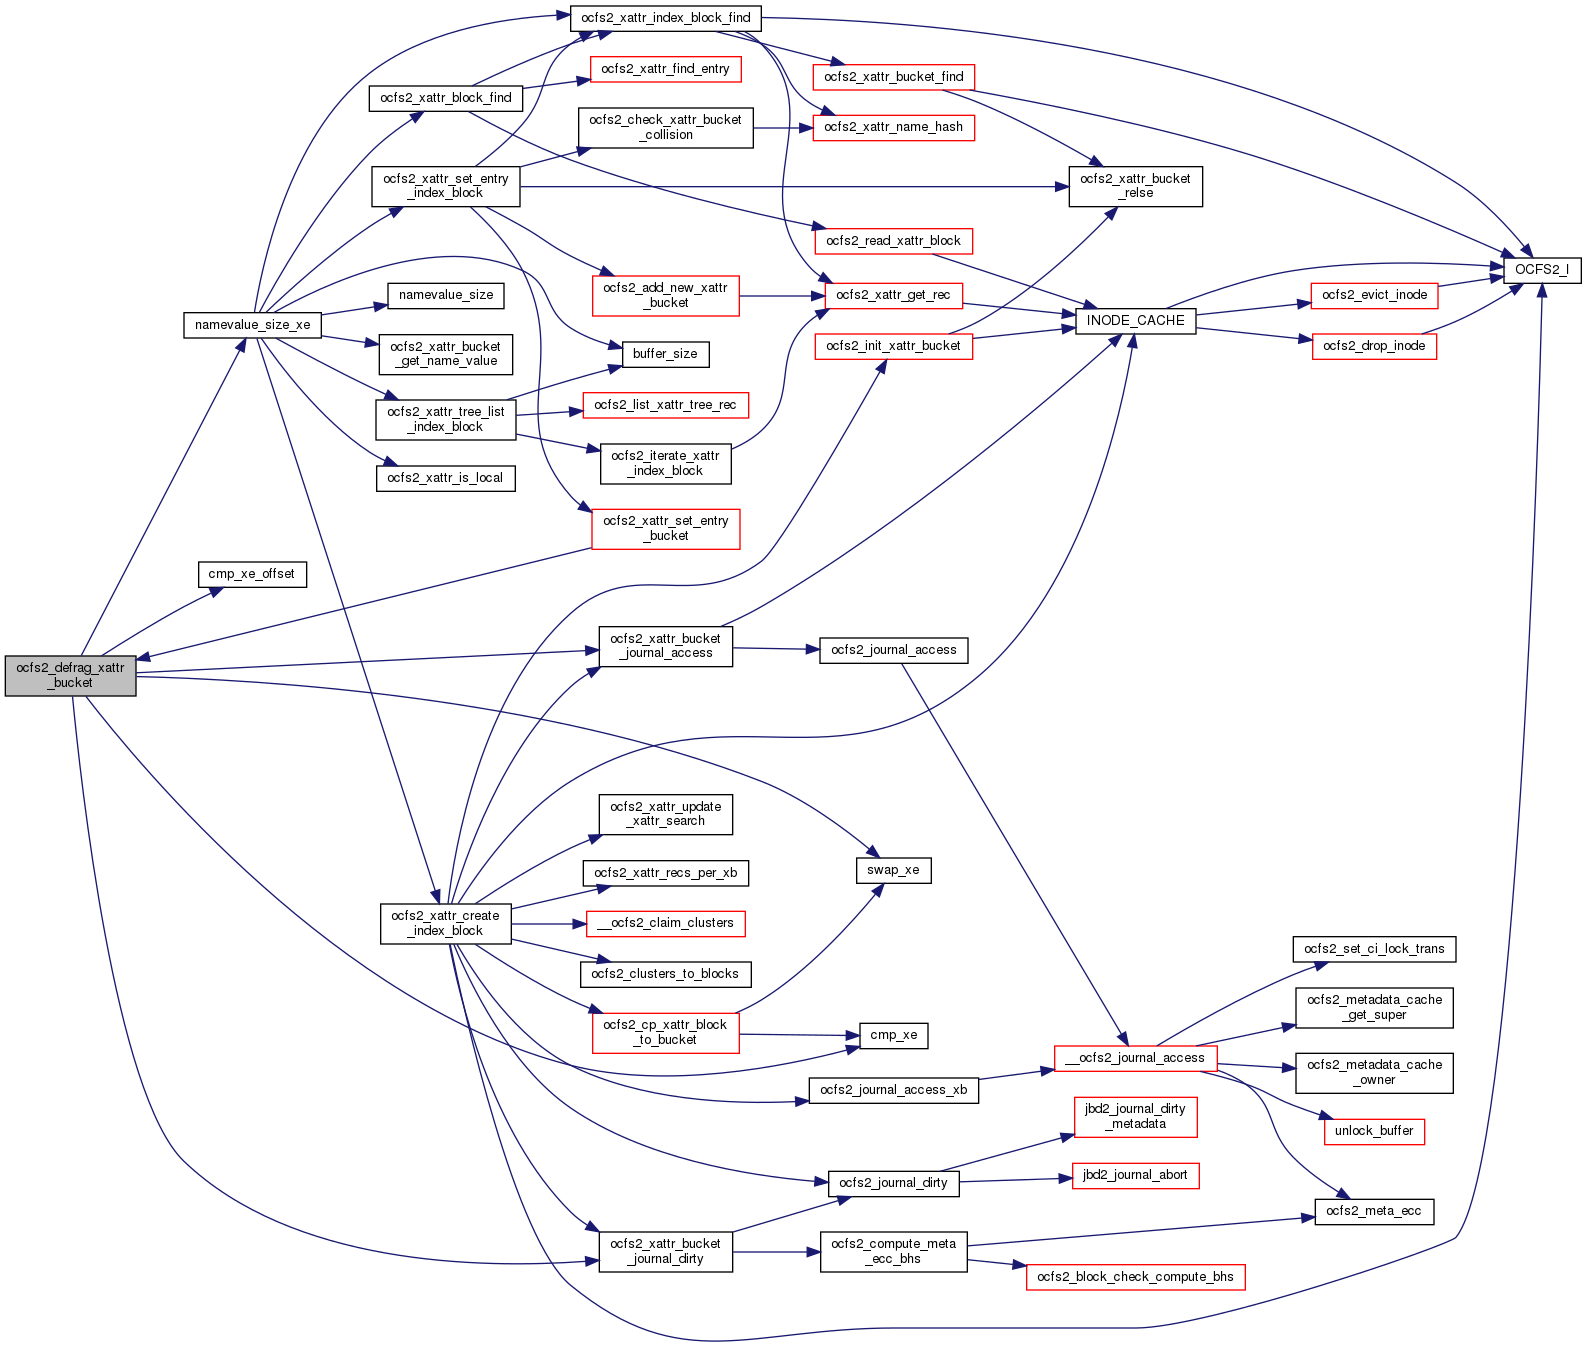 ocfs2_xattr_index_block_find
ocfs2_xattr_find_entry
ocfs2_xattr_bucket_find
ocfs2_xattr_block_find
ocfs2_check_xattr_bucket
_collision
ocfs2_xattr_name_hash
ocfs2_xattr_set_entry
_index_block
ocfs2_xattr_bucket
_relse
ocfs2_read_xattr_block
OCFS2_I
namevalue_size
ocfs2_add_new_xattr
_bucket
ocfs2_xattr_get_rec
ocfs2_evict_inode
namevalue_size_xe
INODE_CACHE
ocfs2_xattr_bucket
_get_name_value
buffer_size
ocfs2_init_xattr_bucket
ocfs2_drop_inode
ocfs2_xattr_tree_list
_index_block
ocfs2_list_xattr_tree_rec
ocfs2_iterate_xattr
_index_block
ocfs2_xattr_is_local
ocfs2_xattr_set_entry
_bucket
cmp_xe_offset
ocfs2_xattr_bucket
_journal_access
ocfs2_journal_access
ocfs2_defrag_xattr
_bucket
ocfs2_xattr_update
_xattr_search
ocfs2_xattr_recs_per_xb
swap_xe
ocfs2_xattr_create
_index_block
__ocfs2_claim_clusters
ocfs2_set_ci_lock_trans
ocfs2_clusters_to_blocks
ocfs2_metadata_cache
_get_super
ocfs2_cp_xattr_block
_to_bucket
cmp_xe
__ocfs2_journal_access
ocfs2_metadata_cache
_owner
ocfs2_journal_access_xb
jbd2_journal_dirty
_metadata
unlock_buffer
ocfs2_journal_dirty
jbd2_journal_abort
ocfs2_meta_ecc
ocfs2_xattr_bucket
_journal_dirty
ocfs2_compute_meta
_ecc_bhs
ocfs2_block_check_compute_bhs